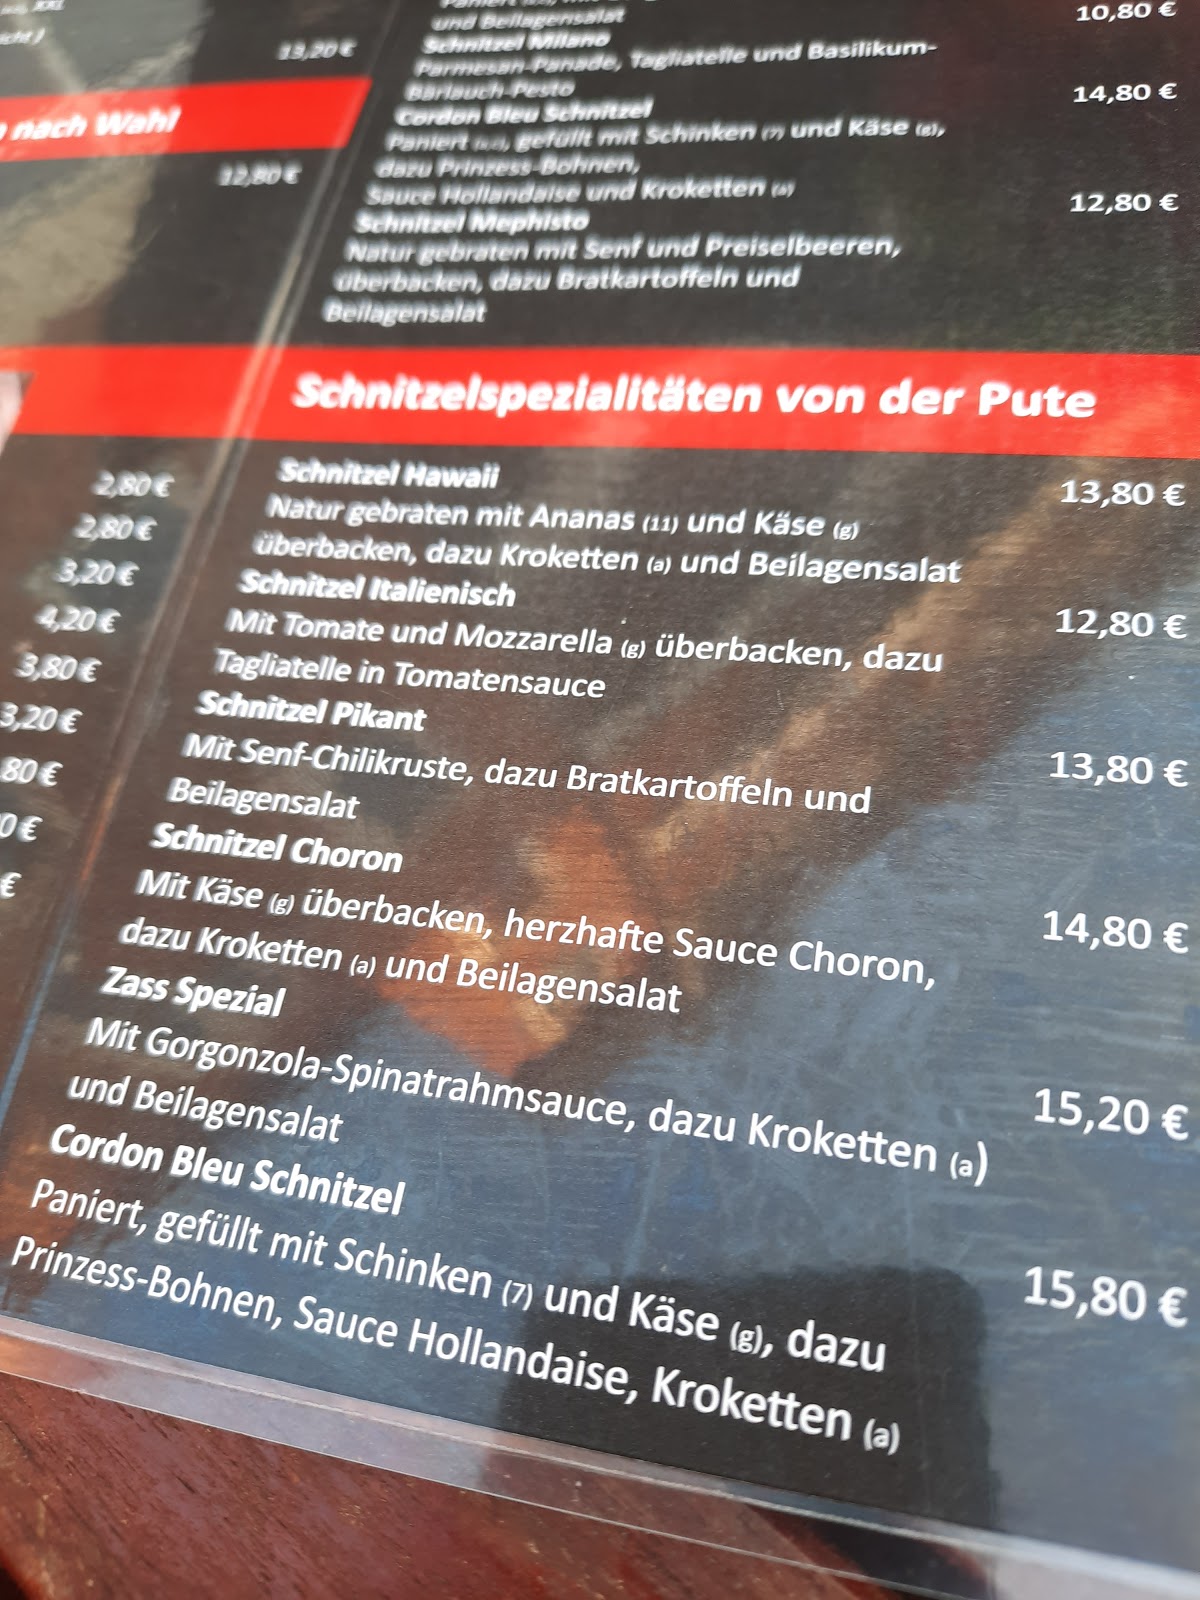 13,20 €
nach Wahl
12,80 €
2,80 €
2,80 €
3,20 €
4,20 €
3,80 €
3,20 €
,80 €
0 €
€
und Beilagensalat
Schnitzel Milano 10,80 €
Parmesan-Panade, Tagliatelle und Basilikum-
Bärlauch-Pesto
Cordon Bleu Schnitzel 14,80 €
Paniert, gefüllt mit Schinken (7) und Käse (g),
dazu Prinzess-Bohnen,
Sauce Hollandaise und Kroketten (a)
Schnitzel Mephisto 12,80 €
Natur gebraten mit Senf und Preiselbeeren,
überbacken, dazu Bratkartoffeln und
Beilagensalat
Schnitzelspezialitäten von der Pute
Schnitzel Hawaii 13,80 €
Natur gebraten mit Ananas (11) und Käse (g)
überbacken, dazu Kroketten (a) und Beilagensalat
Schnitzel Italienisch 12,80 €
Mit Tomate und Mozzarella (g) überbacken, dazu
Tagliatelle in Tomatensauce
Schnitzel Pikant 13,80 €
Mit Senf-Chilikruste, dazu Bratkartoffeln und
Beilagensalat
Schnitzel Choron 14,80 €
Mit Käse (g) überbacken, herzhafte Sauce Choron,
dazu Kroketten (a) und Beilagensalat
Zass Spezial 15,20 €
Mit Gorgonzola-Spinatrahmsauce, dazu Kroketten (a)
und Beilagensalat
Cordon Bleu Schnitzel 15,80 €
Paniert, gefüllt mit Schinken (7) und Käse (g), dazu
Prinzess-Bohnen, Sauce Hollandaise, Kroketten (a)